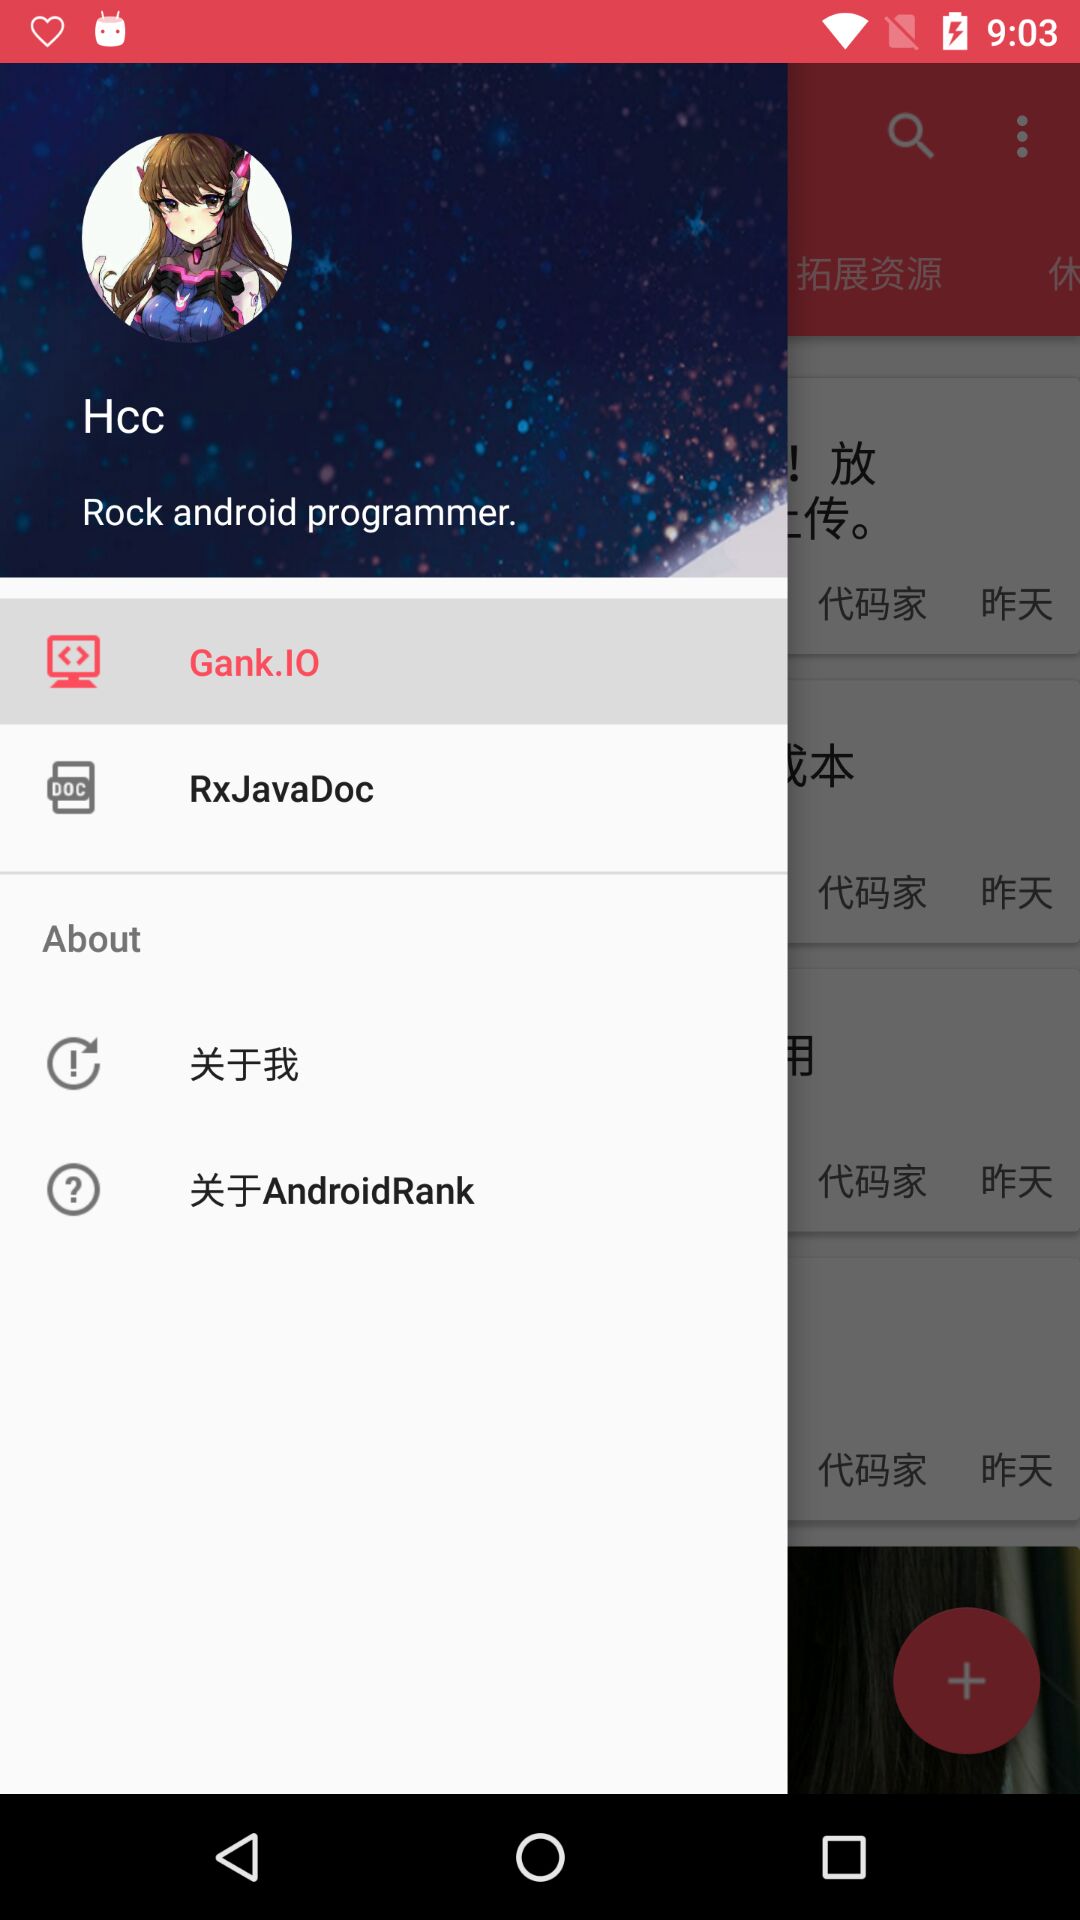 9:03
Hcc
Rock android programmer.
Gank.IO
DOC
RxJavaDoc
About
关于我
关于AndroidRank
拓展资源
休
！放
传。
代码家 昨天
本
代码家 昨天
用
代码家 昨天
代码家 昨天